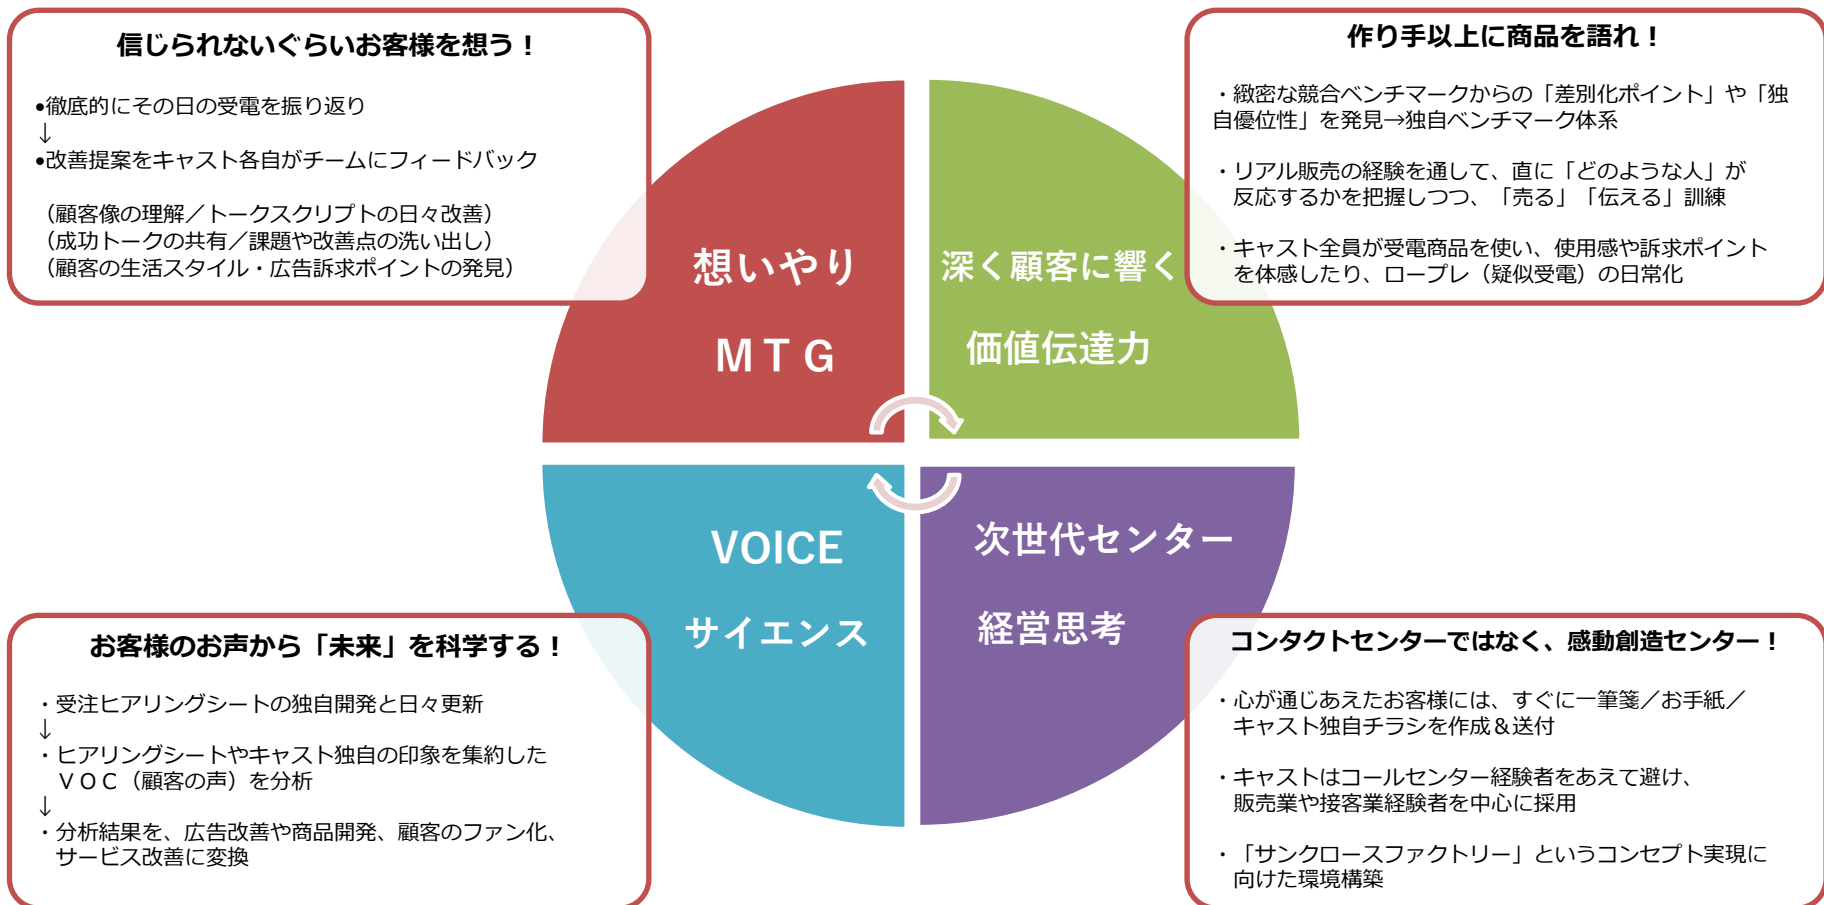 信じられないぐらいお客様を想う！
•徹底的にその日の受電を振り返り
↓
•改善提案をキャスト各自がチームにフィードバック
（顧客像の理解／トークスクリプトの日々改善）
（成功トークの共有／課題や改善点の洗い出し）
（顧客の生活スタイル・広告訴求ポイントの発見）
作り手以上に商品を語れ！
・緻密な競合ベンチマークからの「差別化ポイント」や「独
自優位性」を発見→独自ベンチマーク体系
・リアル販売の経験を通して、直に「どのような人」が
反応するかを把握しつつ、「売る」「伝える」訓練
・キャスト全員が受電商品を使い、使用感や訴求ポイント
を体感したり、ロープレ（疑似受電）の日常化
想いやり
ＭＴＧ
深く顧客に響く
価値伝達力
VOICE
サイエンス
次世代センター
経営思考
お客様のお声から「未来」を科学する！
・受注ヒアリングシートの独自開発と日々更新
↓
・ヒアリングシートやキャスト独自の印象を集約した
ＶＯＣ（顧客の声）を分析
↓
・分析結果を、広告改善や商品開発、顧客のファン化、
サービス改善に変換
コンタクトセンターではなく、感動創造センター！
・心が通じあえたお客様には、すぐに一筆箋／お手紙／
キャスト独自チラシを作成＆送付
・キャストはコールセンター経験者をあえて避け、
販売業や接客業経験者を中心に採用
・「サンクロースファクトリー」というコンセプト実現に
向けた環境構築